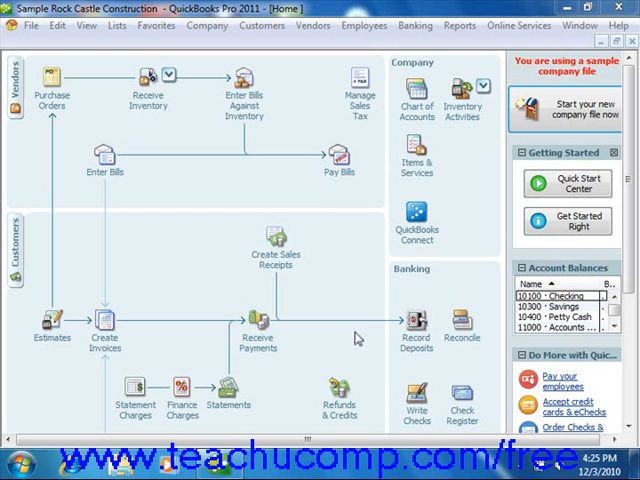 Sample Rock Castle Construction - QuickBooks Pro 2011 - [Home ]
File Edit View Lists Favorites Company Customers Vendors Employees Banking Reports Online Services Window Help
Vendors
Purchase Orders
Receive Inventory
Enter Bills Against Inventory
Manage Sales Tax
+TAX
Enter Bills
Pay Bills
Customers
Create Sales Receipts
Estimates
Create Invoices
Receive Payments
Statement Charges
Finance Charges
Statements
Refunds & Credits
Company
Chart of Accounts
Inventory Activities
Items & Services
QuickBooks Connect
Banking
Record Deposits
Reconcile
Write Checks
Check Register
You are using a sample company file
Start your new company file now
Getting Started
Quick Start Center
Get Started Right
Account Balances
Name B..
10100 · Checking
10300 · Savings
10400 · Petty Cash
11000 · Accounts ...
Do More with Quic...
Pay your employees
Accept credit cards & eChecks
Order Checks &
www.teachucomp.com/free
4:25 PM
12/3/2010